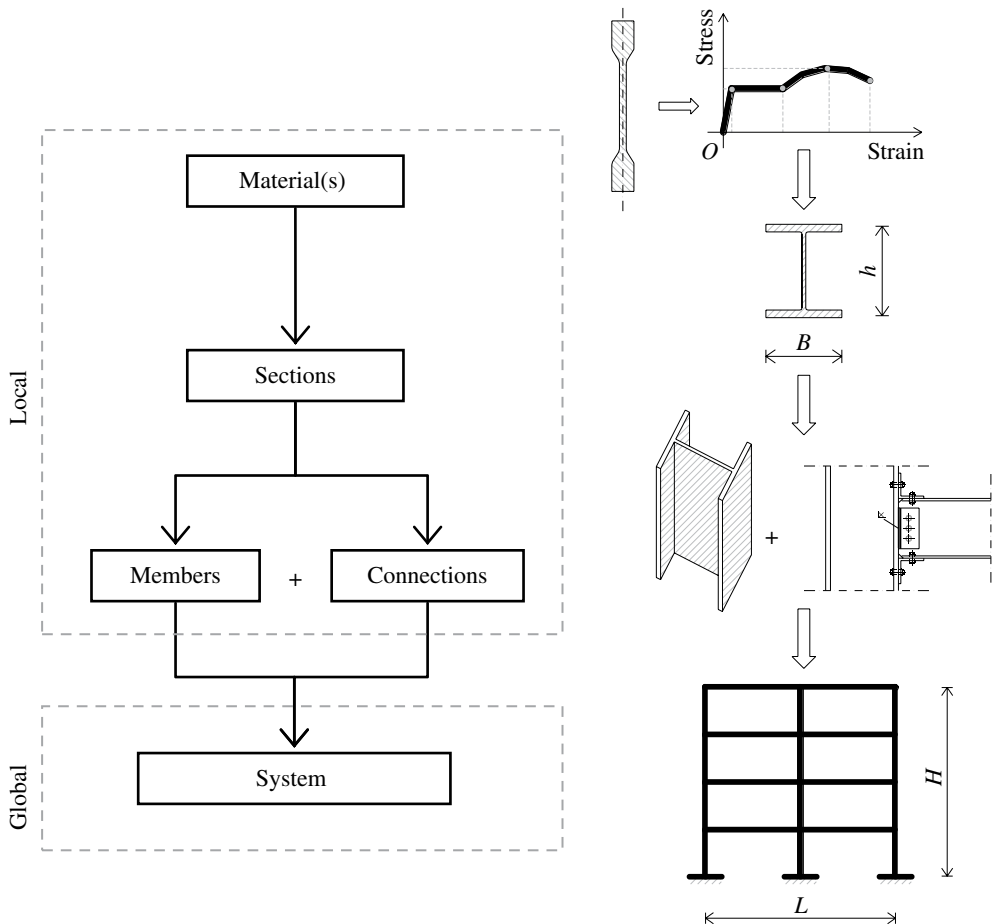 Material(s)
Sections
Members
+
Connections
System
Local
Global
Stress
O
Strain
h
B
+
H
L